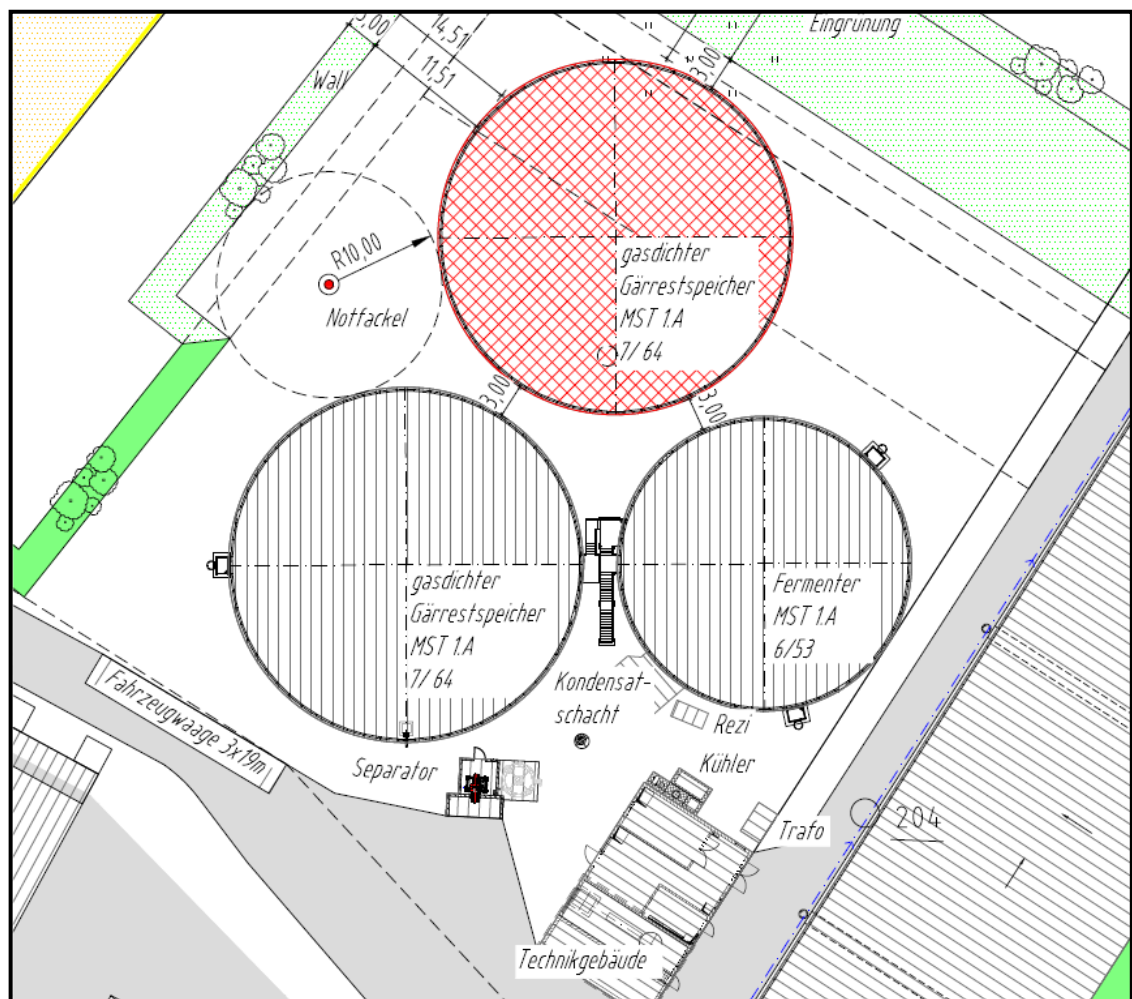 Eingrünung
3,00
14,51
11,51
3,00
Wall
R10,00
Notfackel
gasdichter
Gärrestspeicher
MST 1.A
7/ 64
3,00
3,00
gasdichter
Gärrestspeicher
MST 1.A
7/ 64
Fermenter
MST 1.A
6/53
Kondensat-
schacht
Rezi
Fahrzeugwaage 3x19m
Separator
Kühler
Trafo
204
Technikgebäude